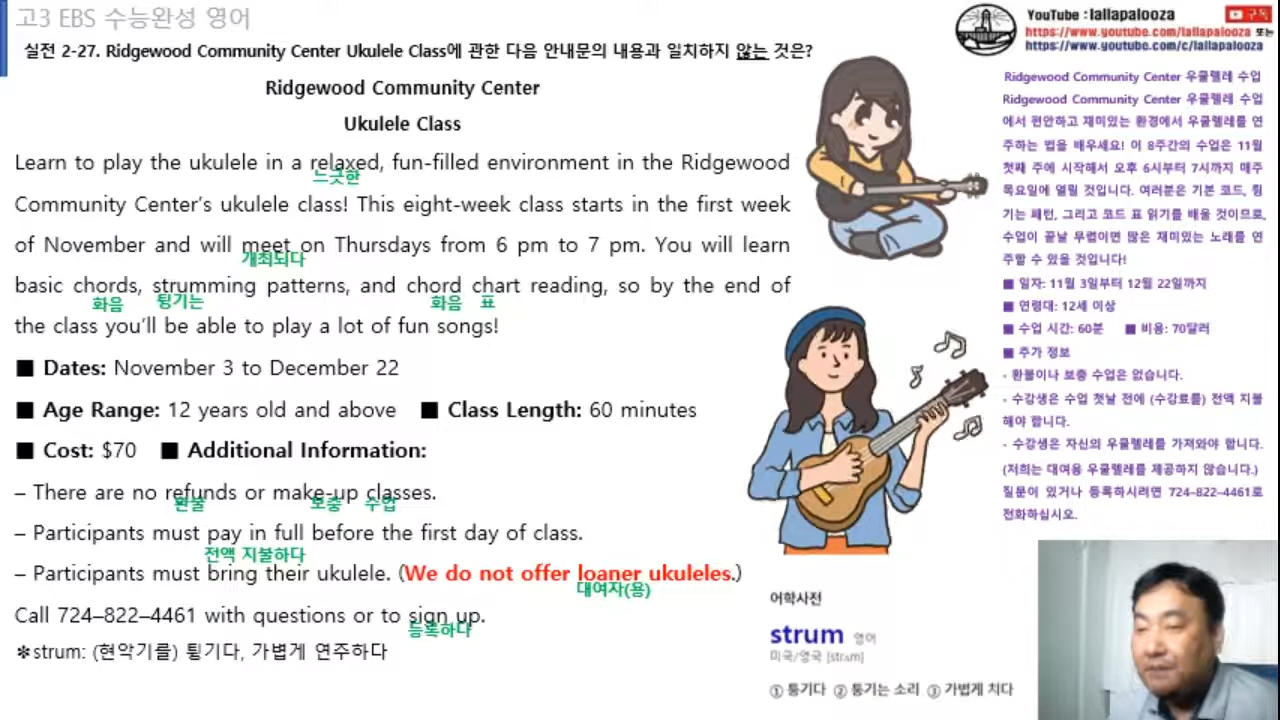 고3 EBS 수능완성 영어
실전 2-27. Ridgewood Community Center Ukulele Class에 관한 다음 안내문의 내용과 일치하지 않는 것은?
Ridgewood Community Center
Ukulele Class
Learn to play the ukulele in a relaxed, fun-filled environment in the Ridgewood
느긋한
Community Center's ukulele class! This eight-week class starts in the first week
of November and will meet on Thursdays from 6 pm to 7 pm. You will learn
개최되다
basic chords, strumming patterns, and chord chart reading, so by the end of
화음 튕기는 화음 표
the class you'll be able to play a lot of fun songs!
■ Dates: November 3 to December 22
■ Age Range: 12 years old and above ■ Class Length: 60 minutes
■ Cost: $70 ■ Additional Information:
– There are no refunds or make-up classes.
환불 보충 수업
– Participants must pay in full before the first day of class.
전액 지불하다
– Participants must bring their ukulele. (We do not offer loaner ukuleles.)
대여자(용)
Call 724–822–4461 with questions or to sign up.
등록하다
✻strum: (현악기를) 튕기다, 가볍게 연주하다
YouTube : lallapalooza
구독
https://www.youtube.com/lallapalooza 또는
https://www.youtube.com/c/lallapalooza
Ridgewood Community Center 우쿨렐레 수업
Ridgewood Community Center 우쿨렐레 수업
에서 편안하고 재미있는 환경에서 우쿨렐레를 연
주하는 법을 배우세요! 이 8주간의 수업은 11월
첫째 주에 시작해서 오후 6시부터 7시까지 매주
목요일에 열릴 것입니다. 여러분은 기본 코드, 튕
기는 패턴, 그리고 코드 표 읽기를 배울 것이므로,
수업이 끝날 무렵이면 많은 재미있는 노래를 연
주할 수 있을 것입니다!
■ 일자: 11월 3일부터 12월 22일까지
■ 연령대: 12세 이상
■ 수업 시간: 60분 ■ 비용: 70달러
■ 추가 정보
- 환불이나 보충 수업은 없습니다.
- 수강생은 수업 첫날 전에 (수강료를) 전액 지불
해야 합니다.
- 수강생은 자신의 우쿨렐레를 가져와야 합니다.
(저희는 대여용 우쿨렐레를 제공하지 않습니다.)
질문이 있거나 등록하시려면 724–822–4461로
전화하십시오.
어학사전
strum 영어
미국/영국 [strʌm]
① 퉁기다 ② 퉁기는 소리 ③ 가볍게 치다